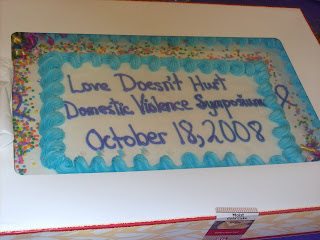 Love Doesn't Hurt
Domestic Violence Symposium
October 18, 2008